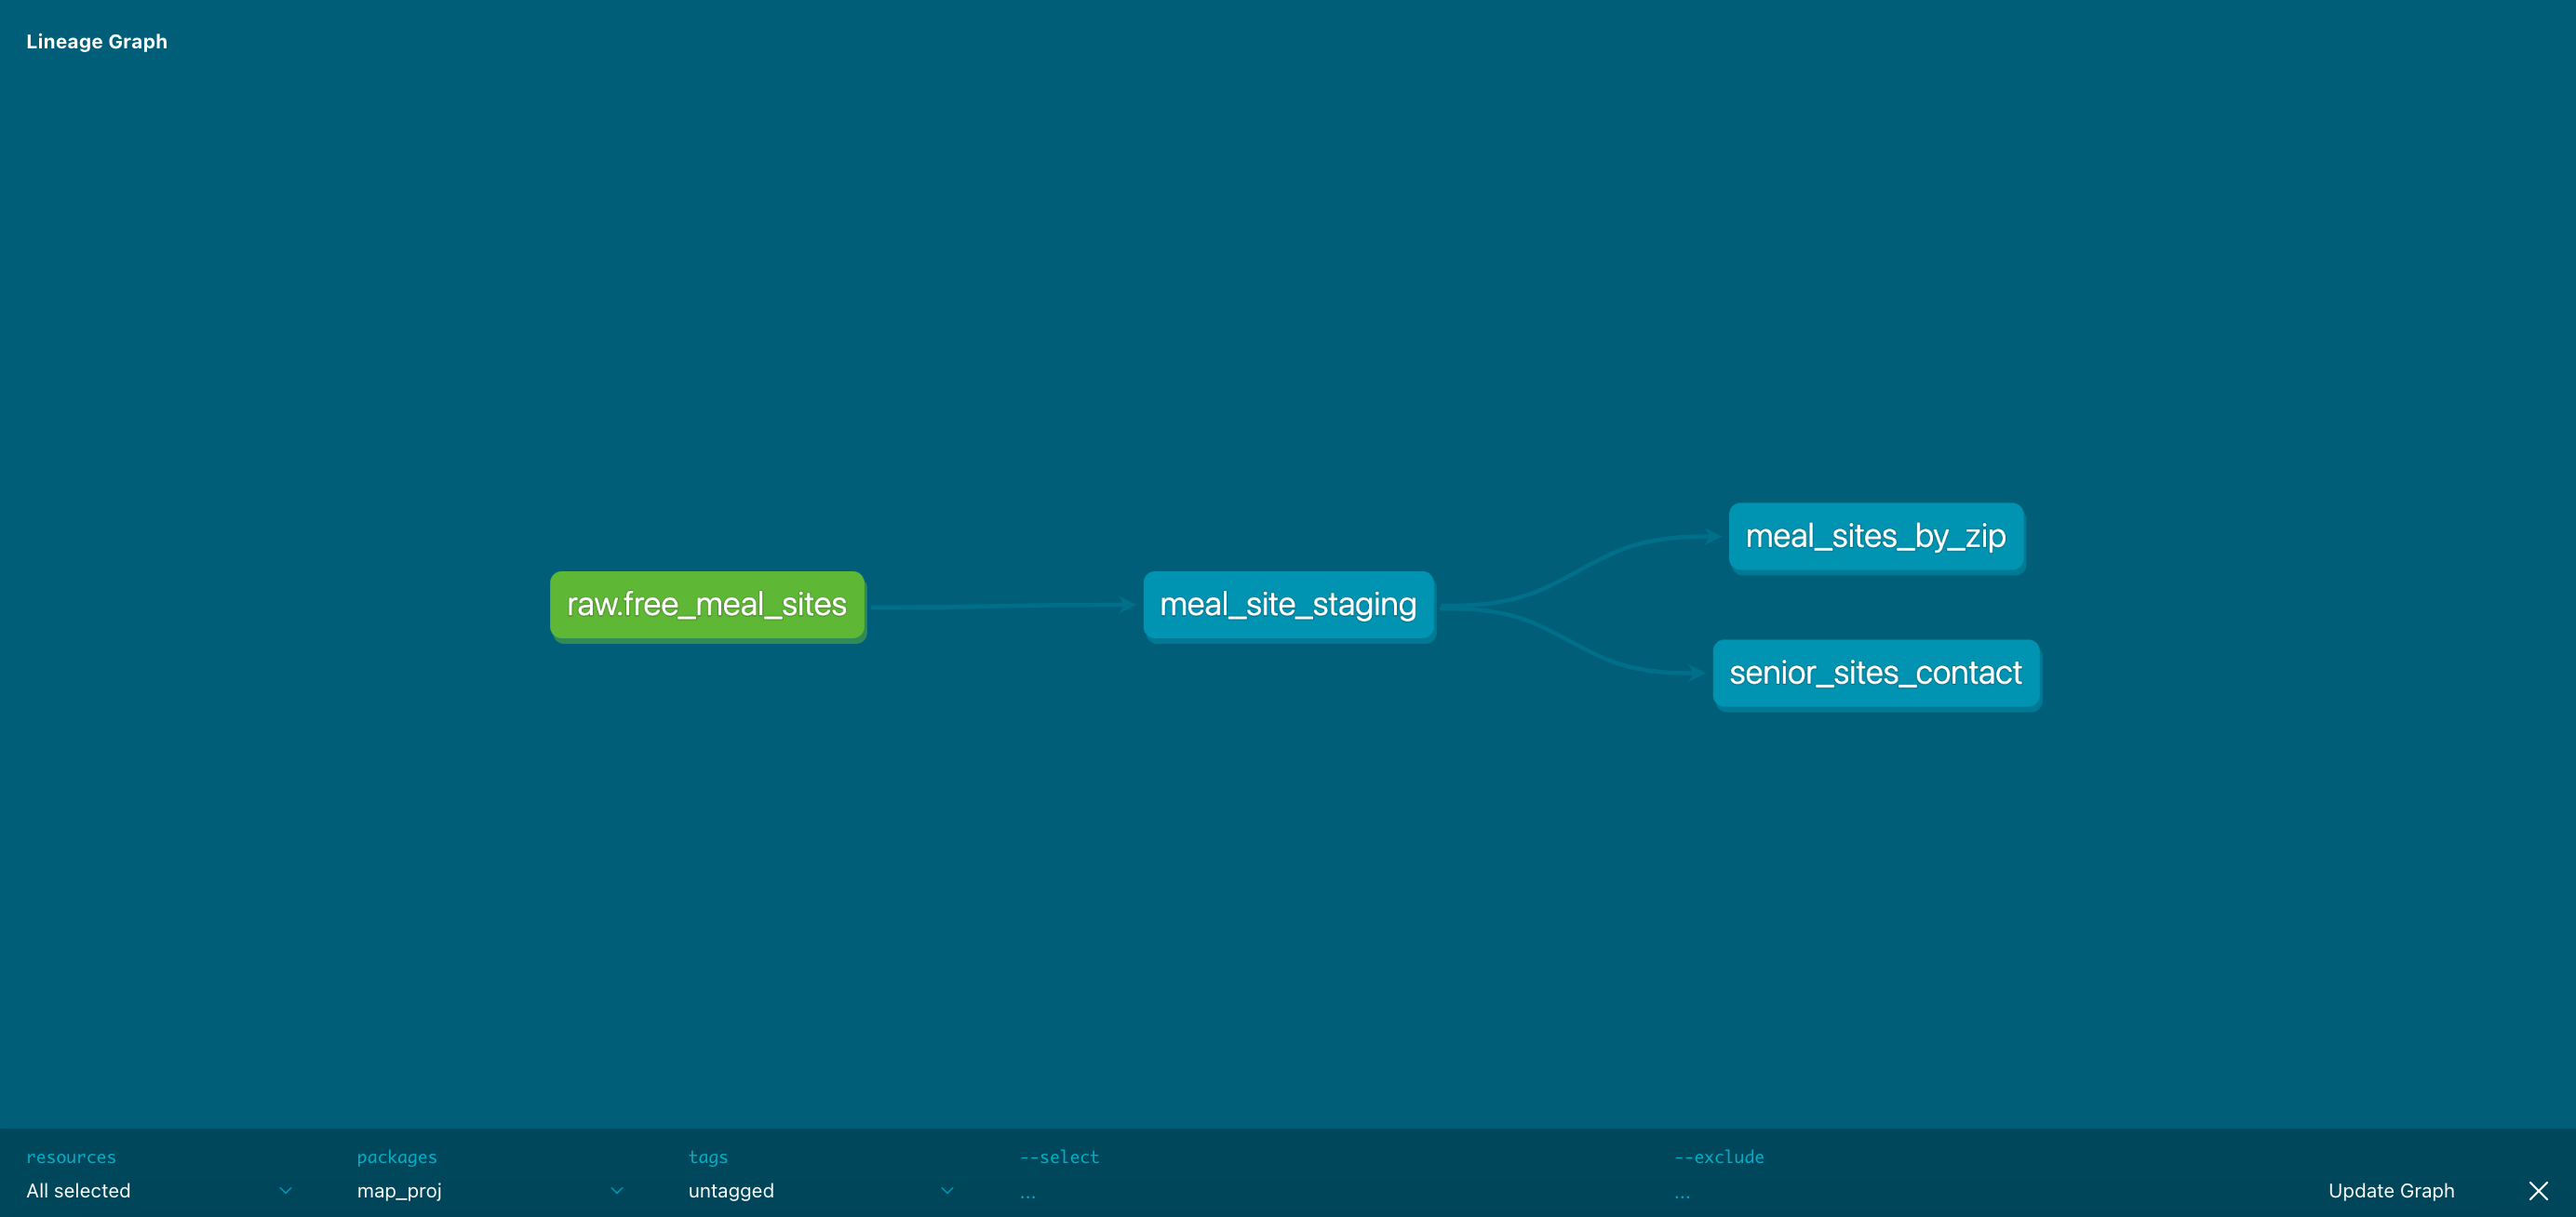 Lineage Graph
raw.free_meal_sites
meal_site_staging
meal_sites_by_zip
senior_sites_contact
resources
All selected
packages
map_proj
tags
untagged
--select
...
--exclude
...
Update Graph